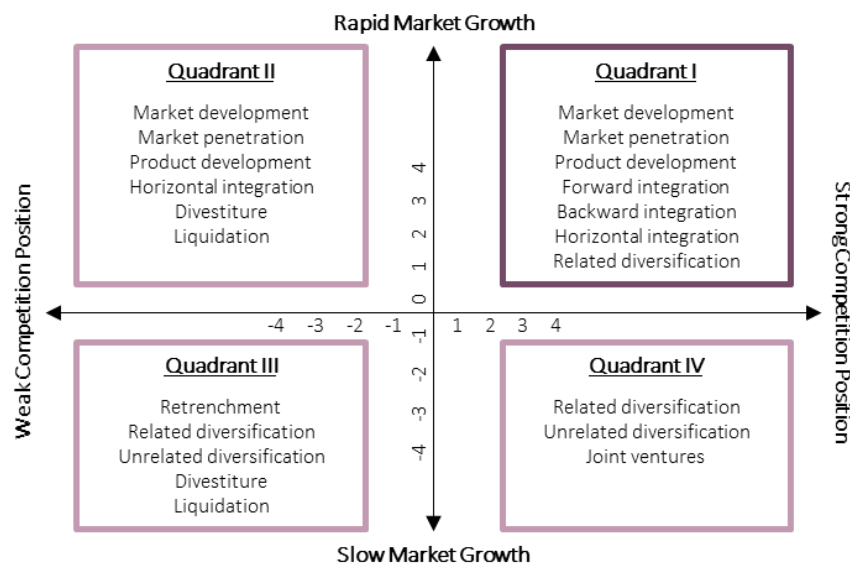 Rapid Market Growth
Quadrant II
Market development
Market penetration
Product development
Horizontal integration
Divestiture
Liquidation
Quadrant I
Market development
Market penetration
Product development
Forward integration
Backward integration
Horizontal integration
Related diversification
Weak Competition Position
Strong Competition Position
4
3
2
1
0
-4 -3 -2 -1 1 2 3 4
-1
-2
-3
-4
Quadrant III
Retrenchment
Related diversification
Unrelated diversification
Divestiture
Liquidation
Quadrant IV
Related diversification
Unrelated diversification
Joint ventures
Slow Market Growth